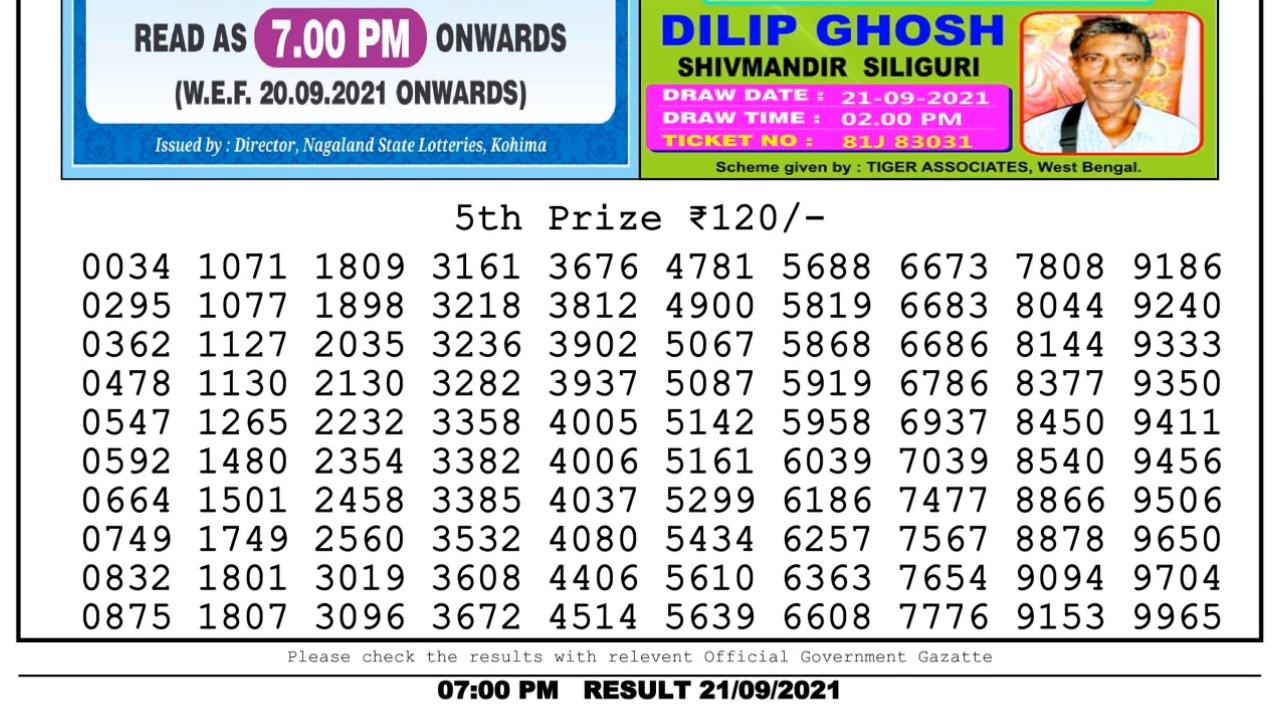 READ AS 7.00 PM ONWARDS
(W.E.F. 20.09.2021 ONWARDS)
Issued by : Director, Nagaland State Lotteries, Kohima
DILIP GHOSH
SHIVMANDIR SILIGURI
DRAW DATE : 21-09-2021
DRAW TIME : 02.00 PM
TICKET NO : 81J 83031
Scheme given by : TIGER ASSOCIATES, West Bengal.
5th Prize ₹120/-
0034 1071 1809 3161 3676 4781 5688 6673 7808 9186
0295 1077 1898 3218 3812 4900 5819 6683 8044 9240
0362 1127 2035 3236 3902 5067 5868 6686 8144 9333
0478 1130 2130 3282 3937 5087 5919 6786 8377 9350
0547 1265 2232 3358 4005 5142 5958 6937 8450 9411
0592 1480 2354 3382 4006 5161 6039 7039 8540 9456
0664 1501 2458 3385 4037 5299 6186 7477 8866 9506
0749 1749 2560 3532 4080 5434 6257 7567 8878 9650
0832 1801 3019 3608 4406 5610 6363 7654 9094 9704
0875 1807 3096 3672 4514 5639 6608 7776 9153 9965
Please check the results with relevent Official Government Gazatte
07:00 PM RESULT 21/09/2021